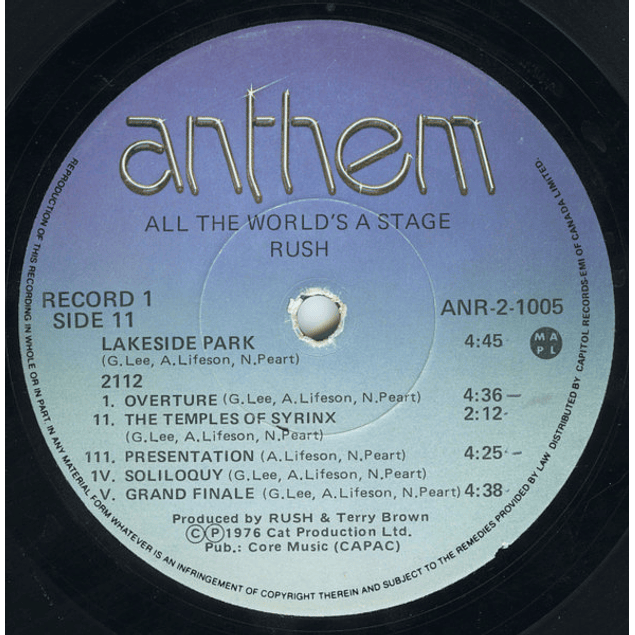 anthem
ALL THE WORLD'S A STAGE
RUSH
RECORD 1
SIDE 11
ANR-2-1005
LAKESIDE PARK 4:45
(G.Lee, A.Lifeson, N.Peart)
M A
P L
2112
1. OVERTURE (G.Lee, A.Lifeson, N.Peart) 4:36
11. THE TEMPLES OF SYRINX 2:12
(G.Lee, A.Lifeson, N.Peart)
111. PRESENTATION (A.Lifeson, N.Peart) 4:25
1V. SOLILOQUY (G.Lee, A.Lifeson, N.Peart)
V. GRAND FINALE (G.Lee, A.Lifeson, N.Peart) 4:38
Produced by RUSH & Terry Brown
ⒸⓅ1976 Cat Production Ltd.
Pub.: Core Music (CAPAC)
REPRODUCTION OF THIS RECORDING IN WHOLE OR IN PART, IN ANY MATERIAL FORM WHATEVER IS AN INFRINGEMENT OF COPYRIGHT THEREIN AND SUBJECT TO THE REMEDIES PROVIDED BY LAW DISTRIBUTED BY CAPITOL RECORDS-EMI OF CANADA LIMITED.